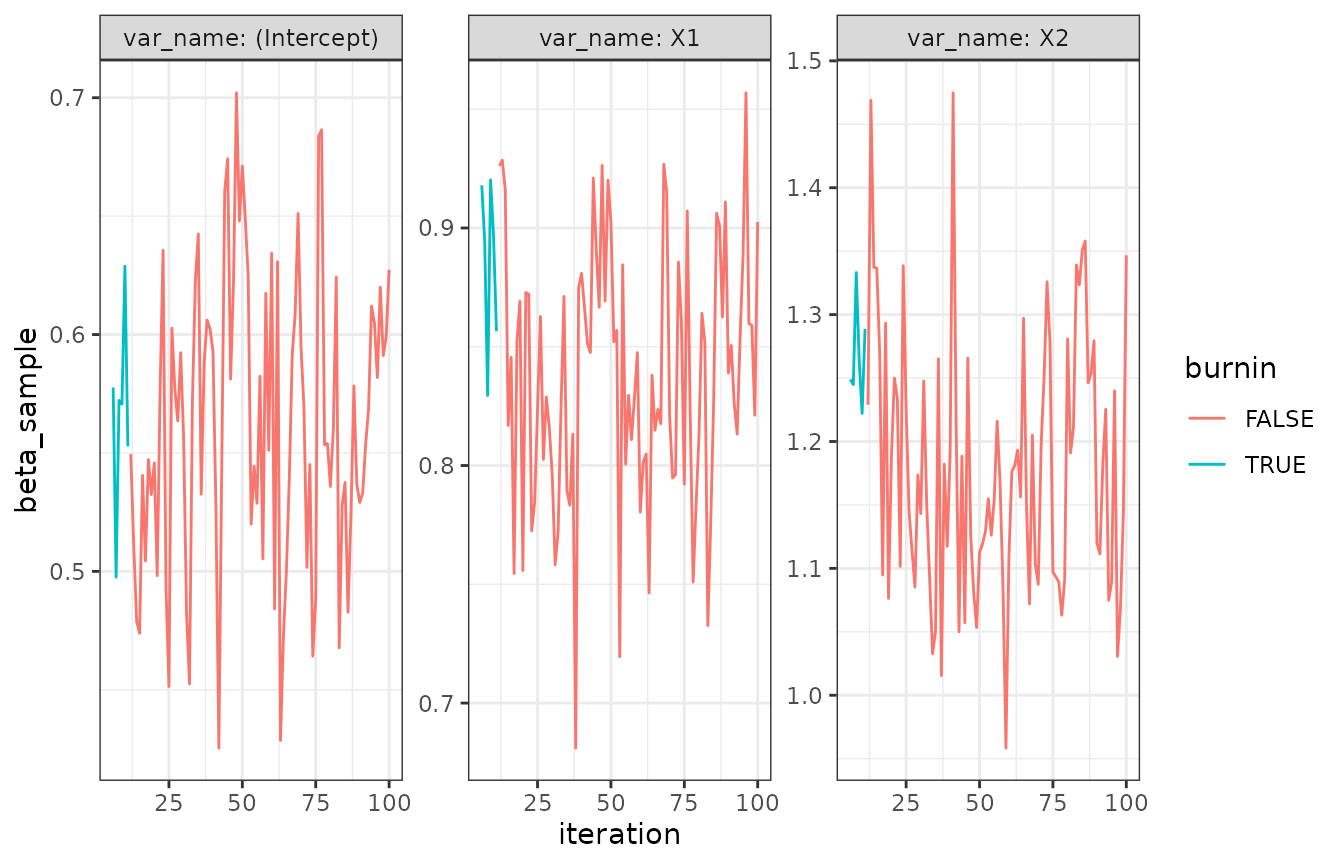 var_name: (Intercept) var_name: X1 var_name: X2
beta_sample
0.7
0.6
0.5
0.9
0.8
0.7
1.5
1.4
1.3
1.2
1.1
1.0
25 50 75 100 25 50 75 100 25 50 75 100
iteration
burnin
FALSE
TRUE